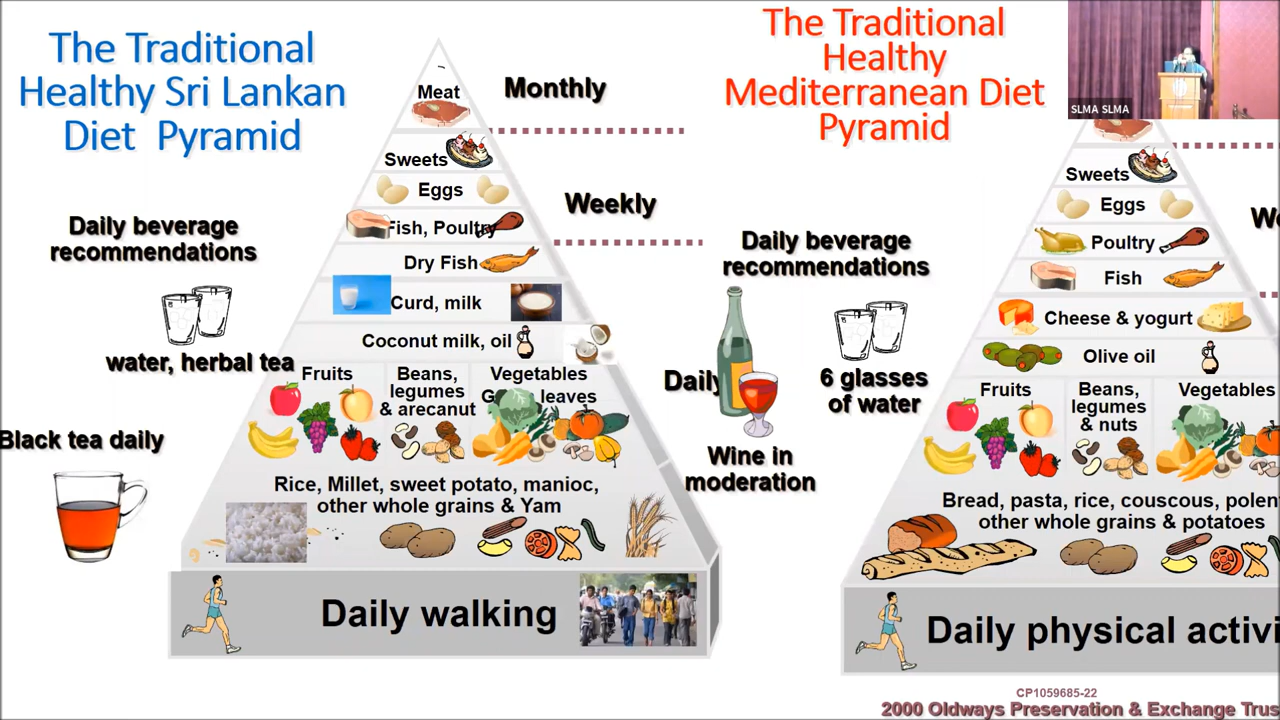 The Traditional
Healthy Sri Lankan
Diet Pyramid
Meat
Monthly
Sweets
Eggs
Weekly
Fish, Poultry
Dry Fish
Curd, milk
Coconut milk, oil
Daily
Fruits
Beans,
legumes
& arecanut
Vegetables
leaves
Rice, Millet, sweet potato, manioc,
other whole grains & Yam
Daily walking
Daily beverage
recommendations
water, herbal tea
Black tea daily
The Traditional
Healthy
Mediterranean Diet
Pyramid
SLMA SLMA
Sweets
Eggs
Poultry
Fish
Cheese & yogurt
Olive oil
Fruits
Beans,
legumes
& nuts
Vegetables
Bread, pasta, rice, couscous, polen
other whole grains & potatoes
Daily physical activi
Daily beverage
recommendations
6 glasses
of water
Wine in
moderation
CP1059685-22
2000 Oldways Preservation & Exchange Trus